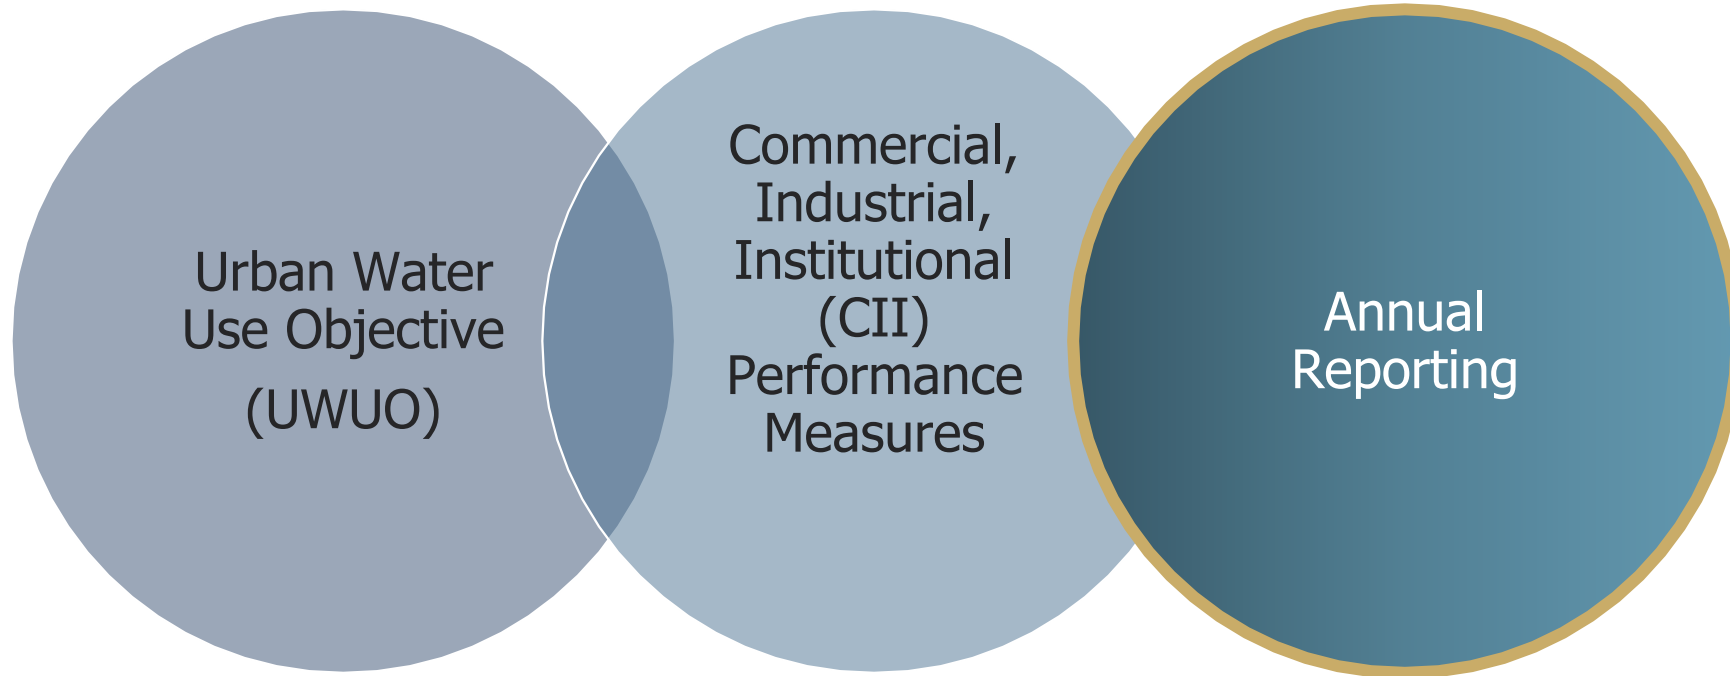 Urban Water
Use Objective
(UWUO)
Commercial,
Industrial,
Institutional
(CII)
Performance
Measures
Annual
Reporting